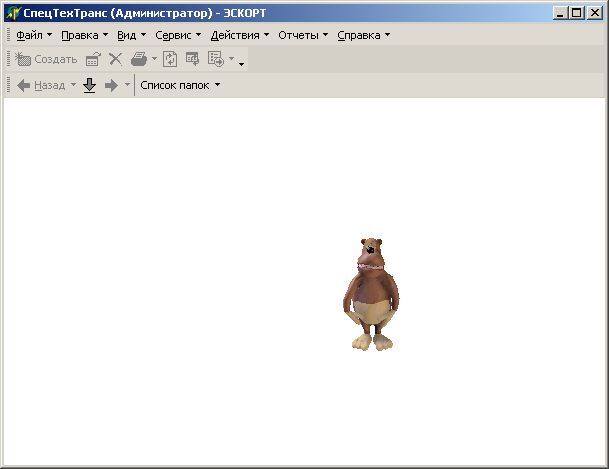 СпецТехТранс (Администратор) - ЭСКОРТ
Файл Правка Вид Сервис Действия Отчеты Справка
Создать
Назад Список папок